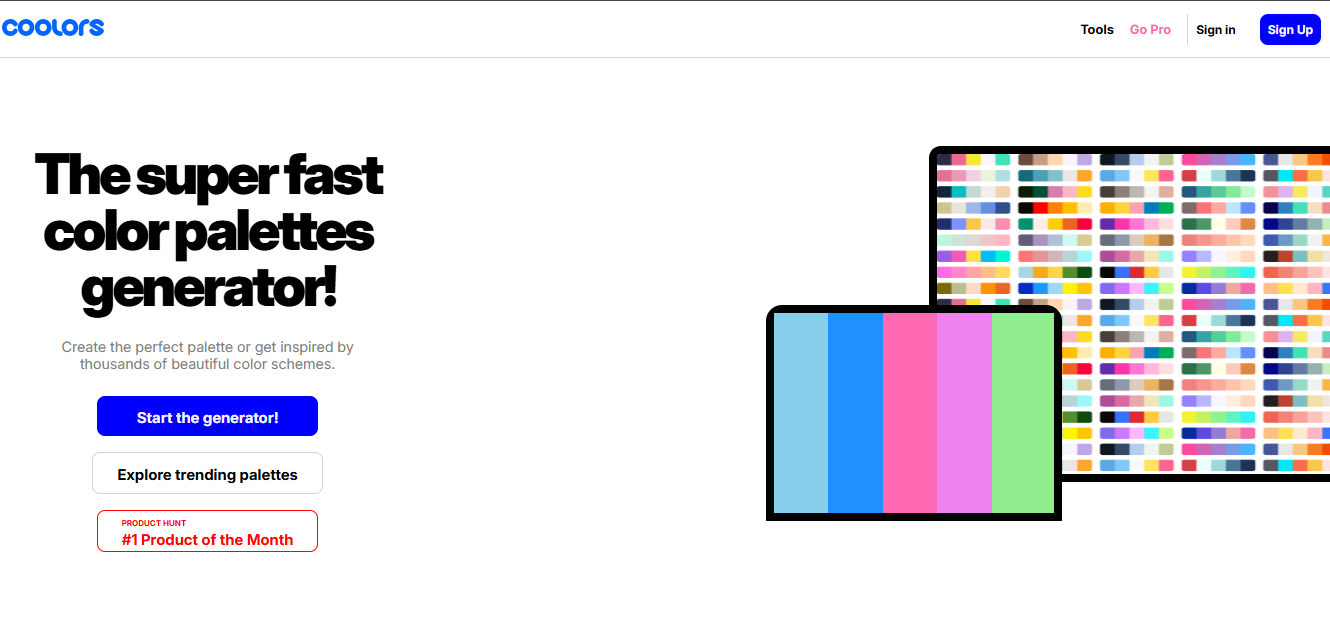 coolors
Tools
Go Pro
Sign in
Sign Up
The super fast
color palettes
generator!
Create the perfect palette or get inspired by
thousands of beautiful color schemes.
Start the generator!
Explore trending palettes
PRODUCT HUNT
#1 Product of the Month